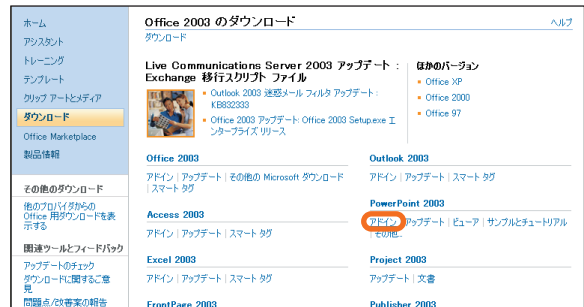 ホーム
アシスタント
トレーニング
テンプレート
クリップ アートとメディア
ダウンロード
Office Marketplace
製品情報
その他のダウンロード
他のプロバイダからの
Office 用ダウンロードを表
示する
関連ツールとフィードバック
アップデートのチェック
ダウンロードに関するご意
見
問題点/改善案の報告
Office 2003 のダウンロード
ヘルプ
ダウンロード
Live Communications Server 2003 アップデート :
Exchange 移行スクリプト ファイル
Outlook 2003 迷惑メール フィルタ アップデート :
KB832333
Office 2003 アップデート: Office 2003 Setup.exe エ
ンタープライズ リリース
ほかのバージョン
Office XP
Office 2000
Office 97
Office 2003
アドイン | アップデート | その他の Microsoft ダウンロード
| スマート タグ
Outlook 2003
アドイン | アップデート | スマート タグ
Access 2003
アドイン | アップデート | スマート タグ
PowerPoint 2003
アドイン | アップデート | ビューア | サンプルとチュートリアル
| その他...
Excel 2003
アドイン | アップデート | スマート タグ
Project 2003
アップデート | 文書
FrontPage 2003
Publisher 2003